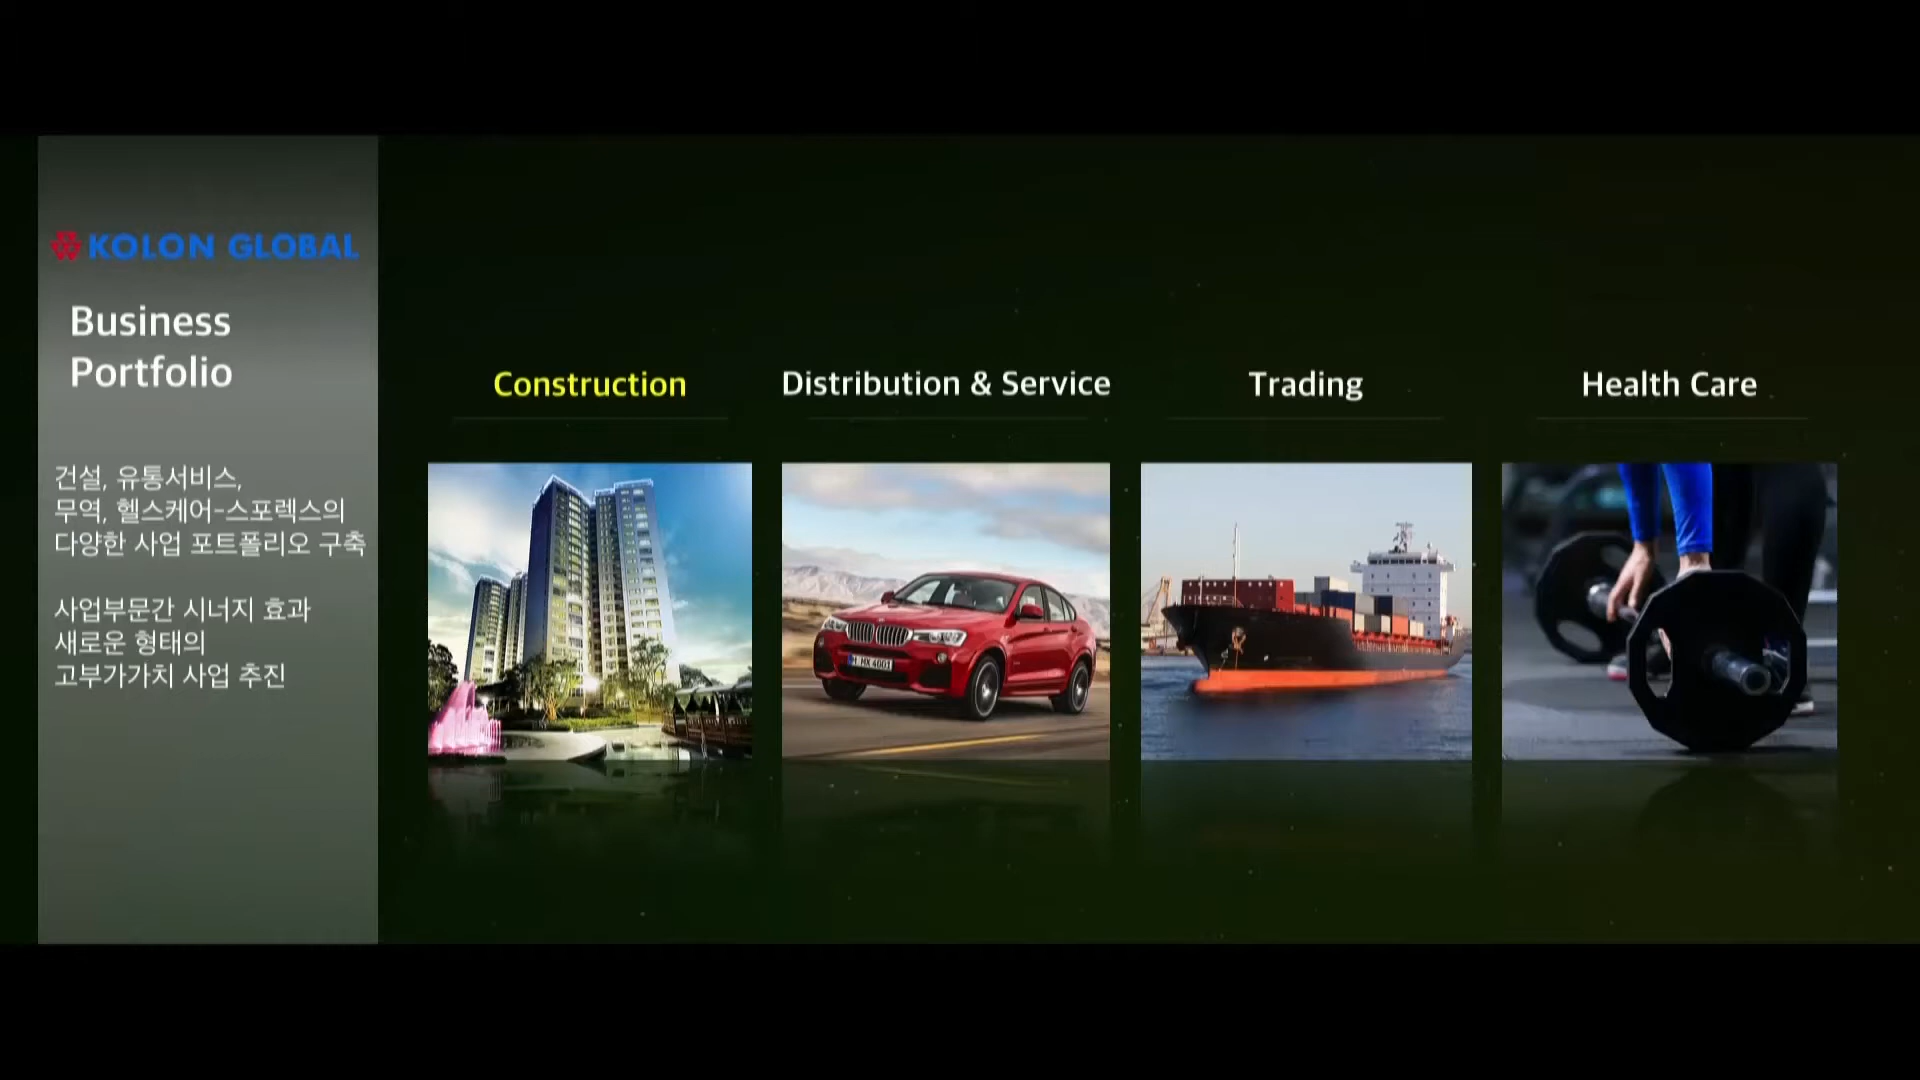 KOLON GLOBAL
Business
Portfolio
건설, 유통서비스,
무역, 헬스케어-스포렉스의
다양한 사업 포트폴리오 구축
사업부문간 시너지 효과
새로운 형태의
고부가가치 사업 추진
Construction
Distribution & Service
Trading
Health Care
M HX 4001